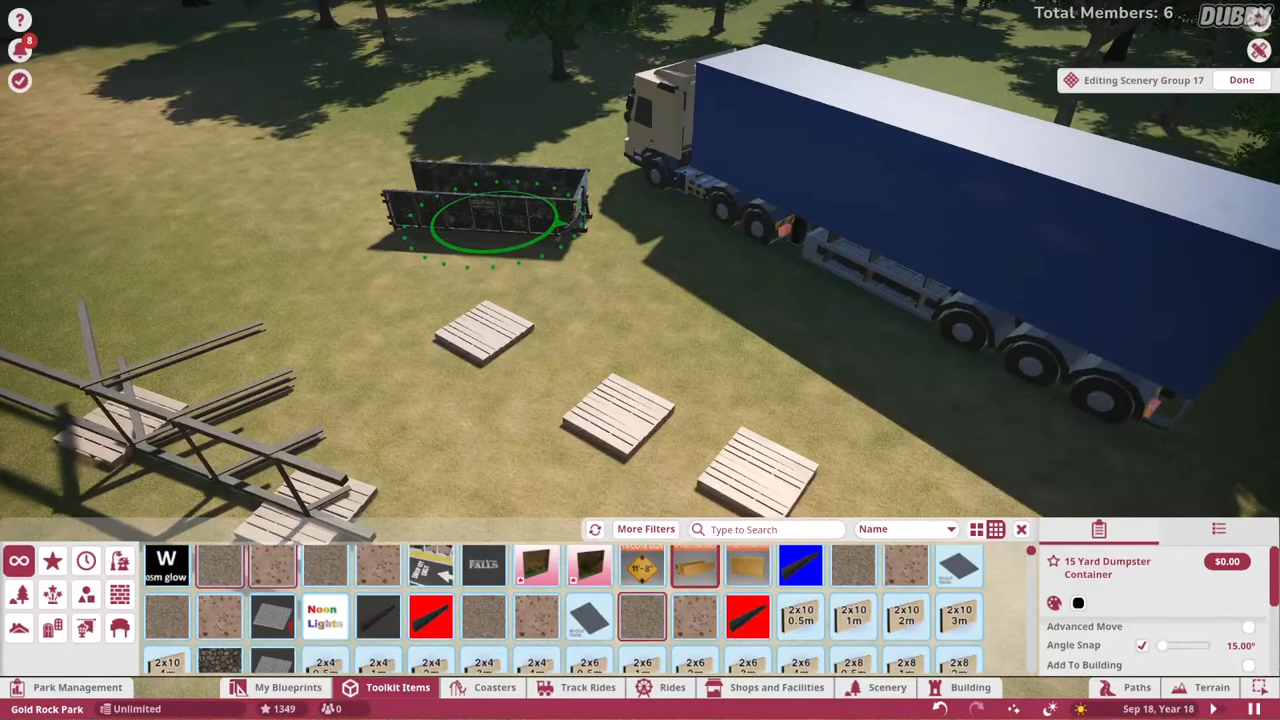 Total Members: 6
DUBBY
8
Editing Scenery Group 17
Done
More Filters
Type to Search
Name
W
FALLS
11'-8"
Neon
Lights
2x10
0.5m
2x10
1m
2x10
2m
2x10
3m
2x10
2x4
2x4
2x4
2x4
2x6
2x6
2x6
2x8
2x8
2x8
15 Yard Dumpster
Container
$0.00
Advanced Move
Angle Snap
15.00°
Add To Building
Park Management
My Blueprints
Toolkit Items
Coasters
Track Rides
Rides
Shops and Facilities
Scenery
Building
Paths
Terrain
Gold Rock Park
Unlimited
1349
0
Sep 18, Year 18